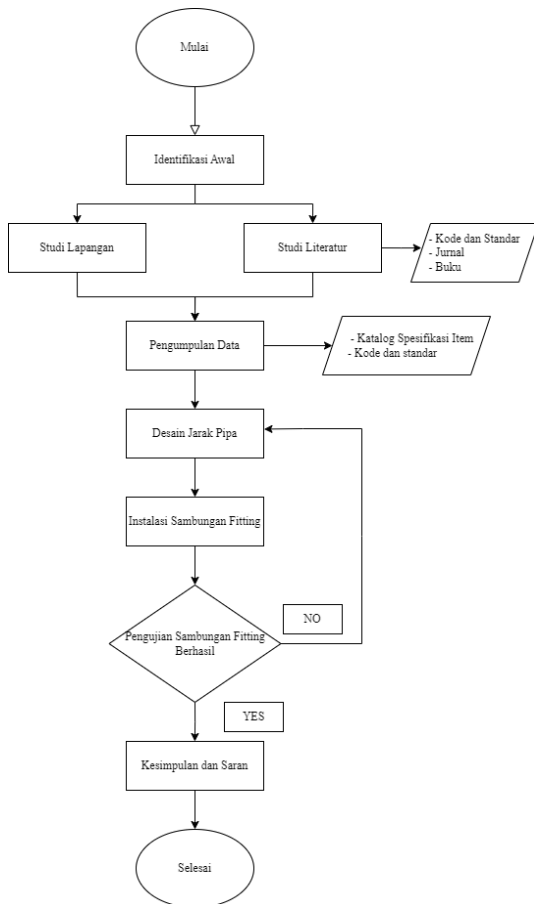 Mulai
Identifikasi Awal
Studi Lapangan
Studi Literatur
- Kode dan Standar
- Jurnal
- Buku
Pengumpulan Data
- Katalog Spesifikasi Item
- Kode dan standar
Desain Jarak Pipa
Instalasi Sambungan Fitting
Pengujian Sambungan Fitting
Berhasil
NO
YES
Kesimpulan dan Saran
Selesai